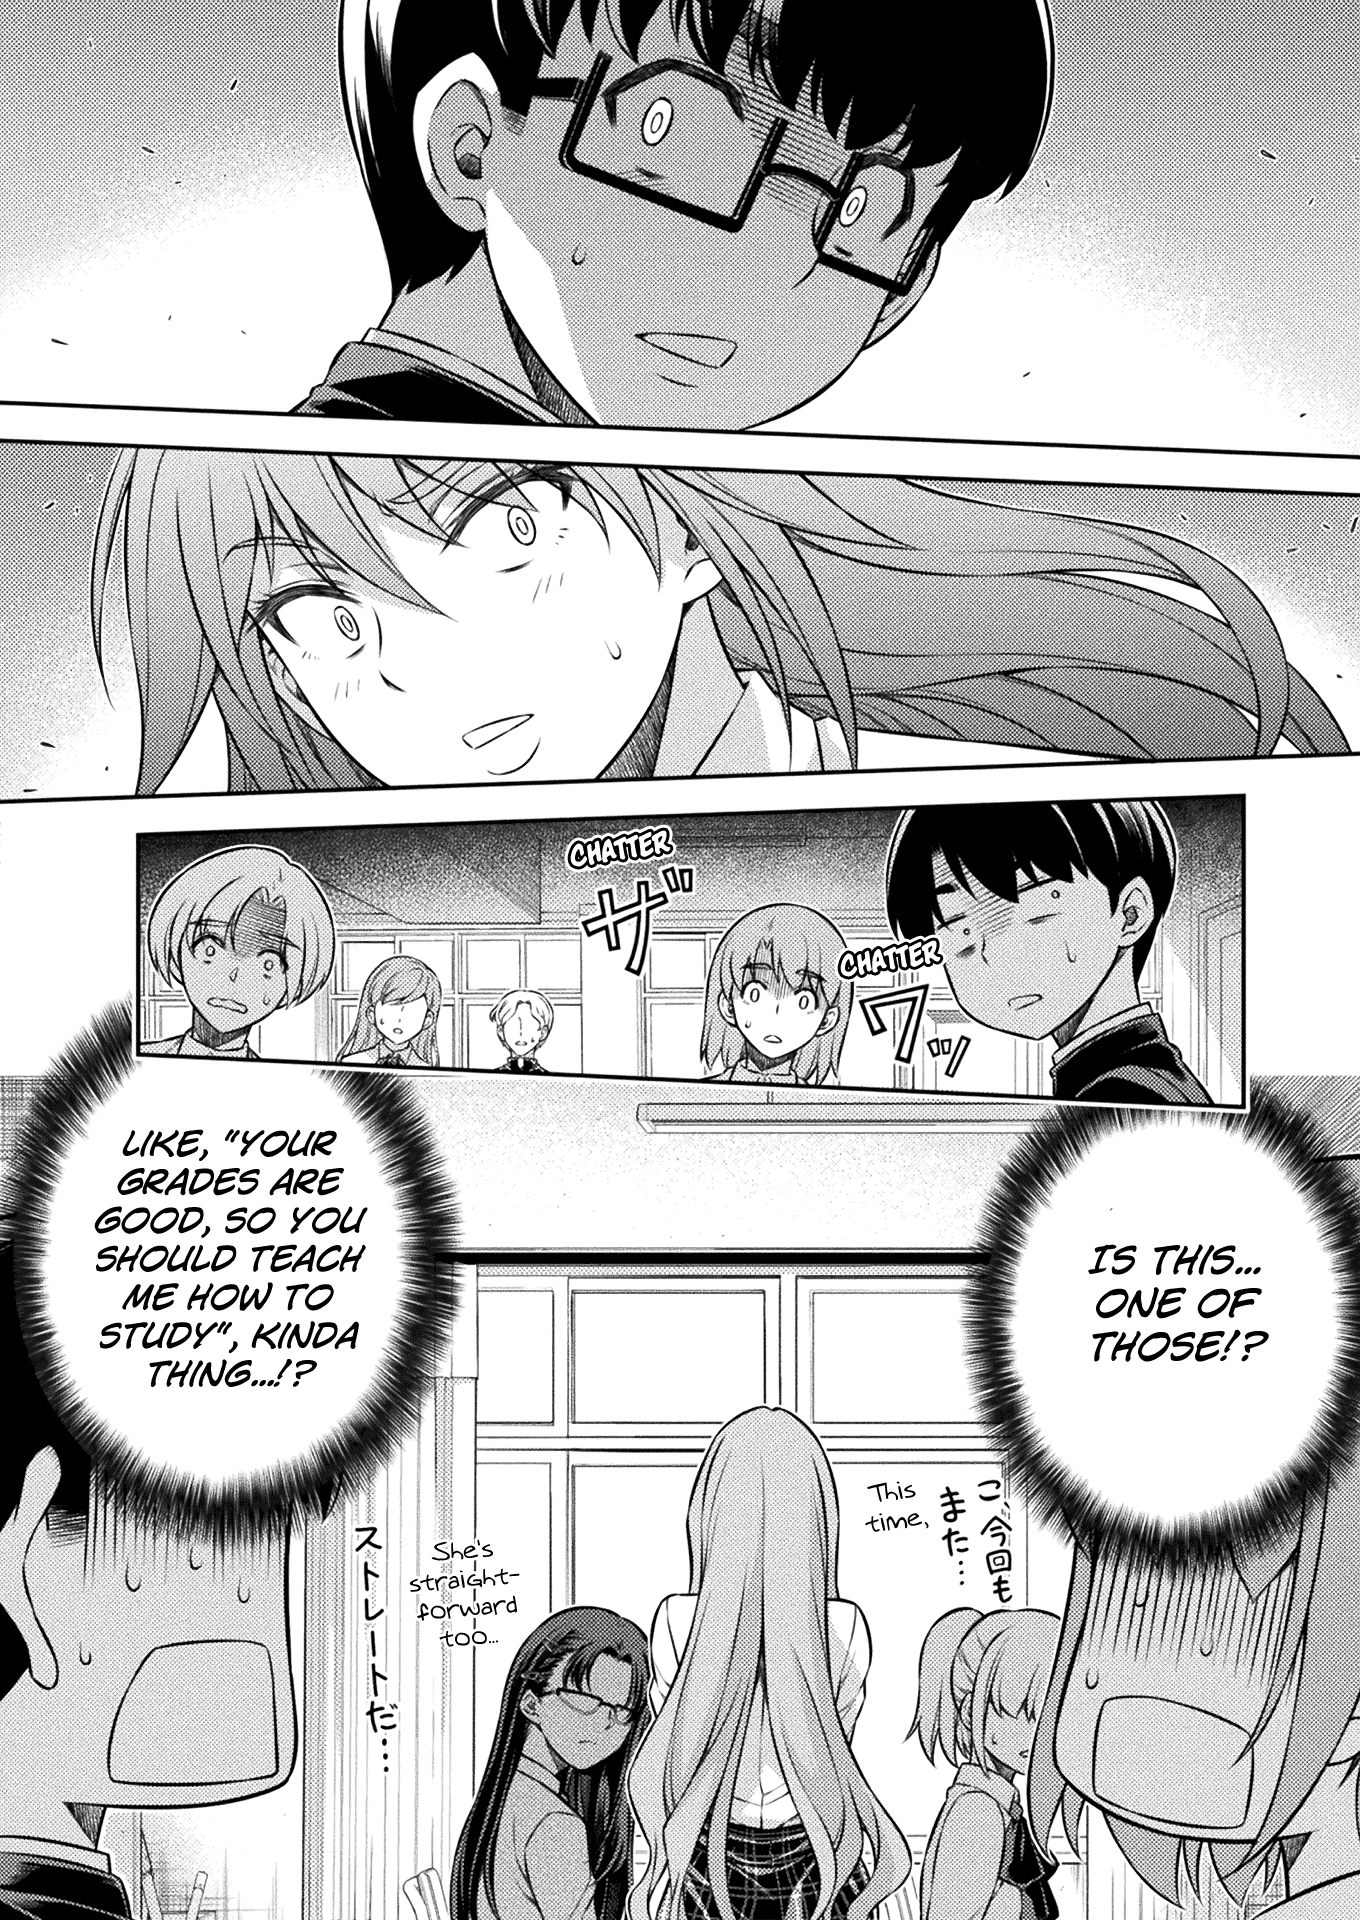 CHATTER
ザ
CHATTER
ワッ
IS THIS...
ONE OF
THOSE!?
LIKE, "YOUR
GRADES ARE
GOOD, SO YOU
SHOULD TEACH
ME HOW TO
STUDY", KINDA
THING...!?
こ、今回も
また…
This
time,
She's
straight-
forward
too...
ストレートだ…